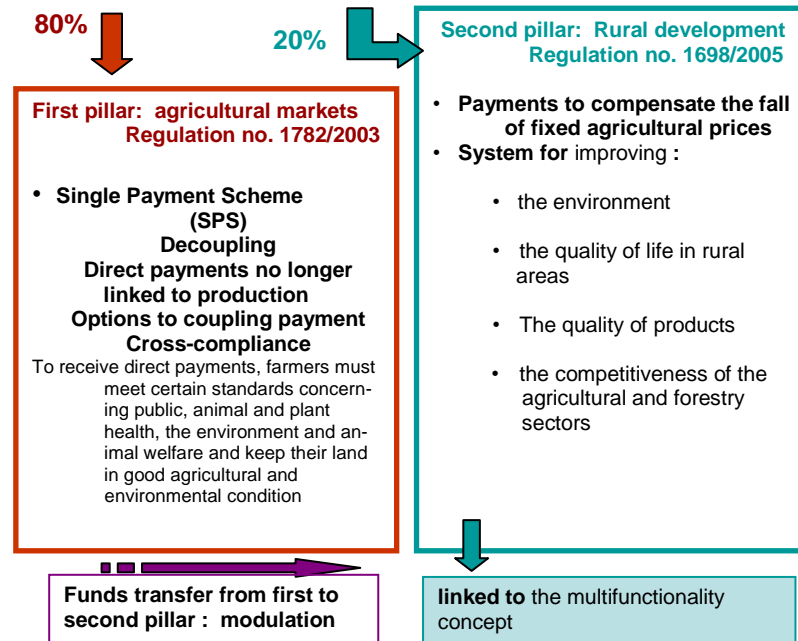 80%
First pillar: agricultural markets
Regulation no. 1782/2003
• Single Payment Scheme
(SPS)
Decoupling
Direct payments no longer
linked to production
Options to coupling payment
Cross-compliance
To receive direct payments, farmers must
meet certain standards concern-
ing public, animal and plant
health, the environment and an-
imal welfare and keep their land
in good agricultural and
environmental condition
20%
Second pillar: Rural development
Regulation no. 1698/2005
• Payments to compensate the fall
of fixed agricultural prices
• System for improving :
• the environment
• the quality of life in rural
areas
• The quality of products
• the competitiveness of the
agricultural and forestry
sectors
Funds transfer from first to
second pillar : modulation
linked to the multifunctionality
concept